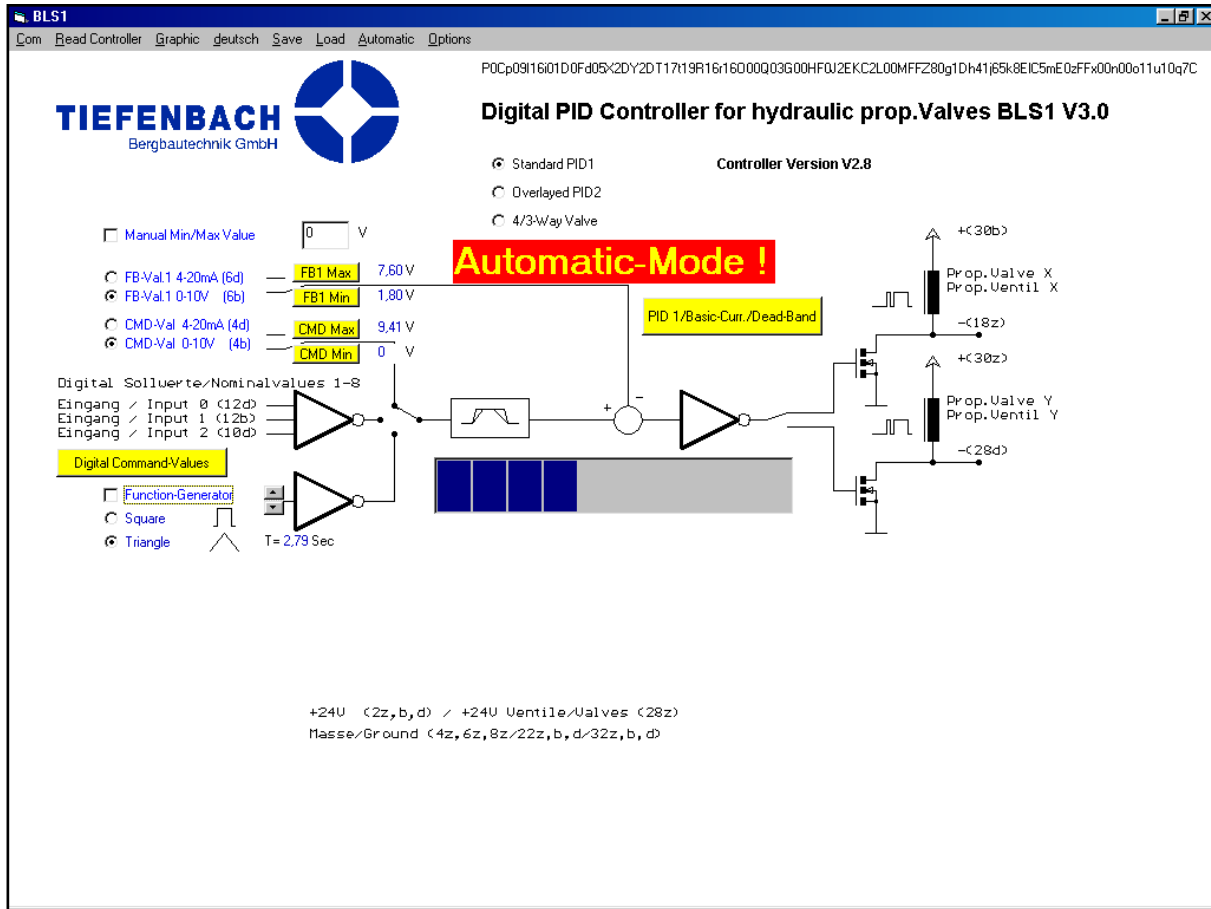 BLS1
Com Read Controller Graphic deutsch Save Load Automatic Options
TIEFENBACH
Bergbautechnik GmbH
Digital PID Controller for hydraulic prop.Valves BLS1 V3.0
Standard PID1
Controller Version V2.8
Overlayed PID2
4/3-Way Valve
Manual Min/Max Value 0 V
Automatic-Mode !
FB-Val.1 4-20mA (6d) FB1 Max 7,60 V
FB-Val.1 0-10V (6b) FB1 Min 1,80 V
CMD-Val 4-20mA (4d) CMD Max 9,41 V
CMD-Val 0-10V (4b) CMD Min 0 V
PID 1/Basic-Curr./Dead-Band
+(30b)
Prop.Valve X
Prop.Ventil X
-(18z)
+(30z)
Prop.Valve Y
Prop.Ventil Y
-(28d)
Digital Sollwerte/Nominalvalues 1-8
Eingang / Input 0 (12d)
Eingang / Input 1 (12b)
Eingang / Input 2 (10d)
+ -
Digital Command-Values
Function-Generator
Square
Triangle
T= 2,79 Sec
+24V (2z,b,d) / +24V Ventile/Valves (28z)
Masse/Ground (4z,6z,8z/22z,b,d/32z,b,d)